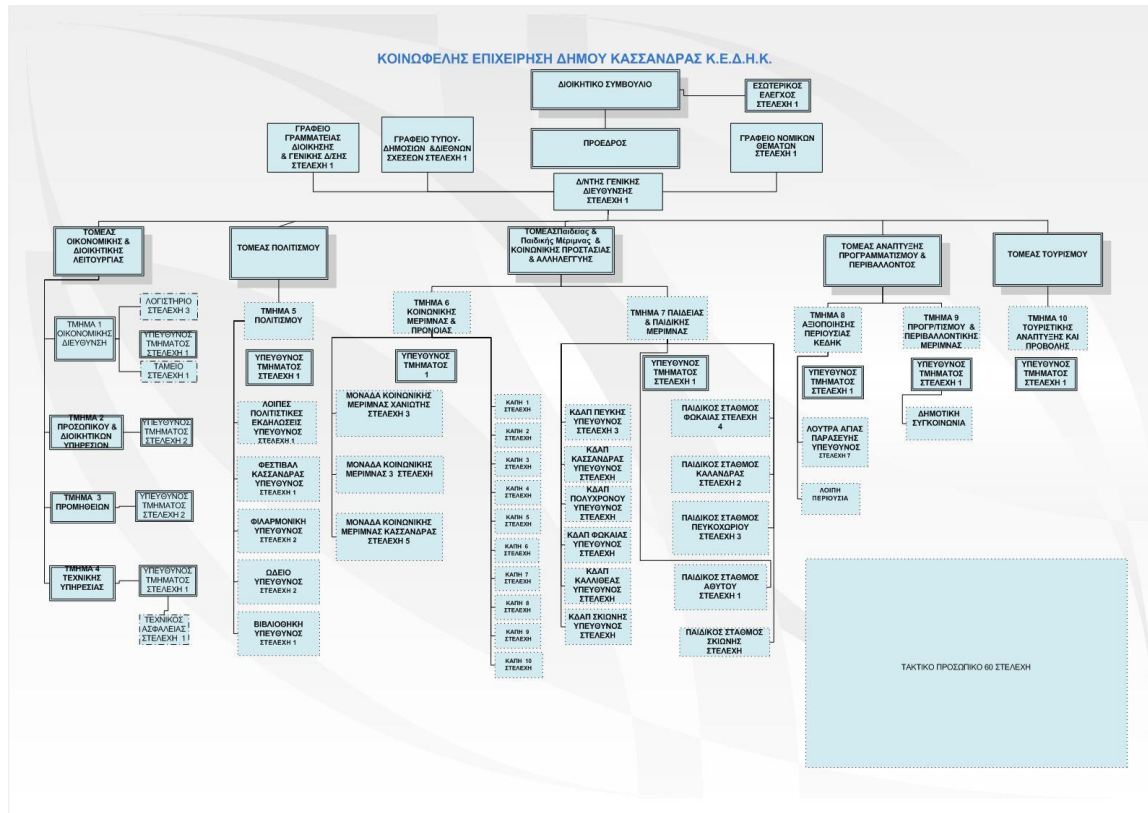 ΚΟΙΝΩΦΕΛΗΣ ΕΠΙΧΕΙΡΗΣΗ ΔΗΜΟΥ ΚΑΣΣΑΝΔΡΑΣ Κ.Ε.Δ.Η.Κ.
ΔΙΟΙΚΗΤΙΚΟ ΣΥΜΒΟΥΛΙΟ
ΕΣΩΤΕΡΙΚΟΣ
ΕΛΕΓΧΟΣ
ΣΤΕΛΕΧΗ 1
ΓΡΑΦΕΙΟ
ΓΡΑΜΜΑΤΕΙΑΣ
ΔΙΟΙΚΗΣΗΣ
& ΓΕΝΙΚΗΣ Δ/ΣΗΣ
ΣΤΕΛΕΧΗ 1
ΓΡΑΦΕΙΟ ΤΥΠΟΥ-
ΔΗΜΟΣΙΩΝ &ΔΙΕΘΝΩΝ
ΣΧΕΣΕΩΝ ΣΤΕΛΕΧΗ 1
ΠΡΟΕΔΡΟΣ
ΓΡΑΦΕΙΟ ΝΟΜΙΚΩΝ
ΘΕΜΑΤΩΝ
ΣΤΕΛΕΧΗ 1
Δ/ΝΤΗΣ ΓΕΝΙΚΗΣ
ΔΙΕΥΘΥΝΣΗΣ
ΣΤΕΛΕΧΗ 1
ΤΟΜΕΑΣ
ΟΙΚΟΝΟΜΙΚΗΣ &
ΔΙΟΙΚΗΤΙΚΗΣ
ΛΕΙΤΟΥΡΓΙΑΣ
ΤΟΜΕΑΣ ΠΟΛΙΤΙΣΜΟΥ
ΤΟΜΕΑΣΠαιδείας &
Παιδικής Μέριμνας &
ΚΟΙΝΩΝΙΚΗΣ ΠΡΟΣΤΑΣΙΑΣ
& ΑΛΛΗΛΕΓΓΥΗΣ
ΤΟΜΕΑΣ ΑΝΑΠΤΥΞΗΣ
ΠΡΟΓΡΑΜΜΑΤΙΣΜΟΥ &
ΠΕΡΙΒΑΛΛΟΝΤΟΣ
ΤΟΜΕΑΣ ΤΟΥΡΙΣΜΟΥ
ΤΜΗΜΑ 1
ΟΙΚΟΝΟΜΙΚΗΣ
ΔΙΕΥΘΥΝΣΗ
ΛΟΓΙΣΤΗΡΙΟ
ΣΤΕΛΕΧΗ 3
ΥΠΕΥΘΥΝΟΣ
ΤΜΗΜΑΤΟΣ
ΣΤΕΛΕΧΗ 1
ΤΑΜΕΙΟ
ΣΤΕΛΕΧΗ 1
ΤΜΗΜΑ 2
ΠΡΟΣΩΠΙΚΟΥ &
ΔΙΟΙΚΗΤΙΚΩΝ
ΥΠΗΡΕΣΙΩΝ
ΥΠΕΥΘΥΝΟΣ
ΤΜΗΜΑΤΟΣ
ΣΤΕΛΕΧΗ 2
ΤΜΗΜΑ 3
ΠΡΟΜΗΘΕΙΩΝ
ΥΠΕΥΘΥΝΟΣ
ΤΜΗΜΑΤΟΣ
ΣΤΕΛΕΧΗ 2
ΤΜΗΜΑ 4
ΤΕΧΝΙΚΗΣ
ΥΠΗΡΕΣΙΑΣ
ΥΠΕΥΘΥΝΟΣ
ΤΜΗΜΑΤΟΣ
ΣΤΕΛΕΧΗ 1
ΤΕΧΝΙΚΟΣ
ΑΣΦΑΛΕΙΑΣ
ΣΤΕΛΕΧΗ 1
ΤΜΗΜΑ 5
ΠΟΛΙΤΙΣΜΟΥ
ΥΠΕΥΘΥΝΟΣ
ΤΜΗΜΑΤΟΣ
ΣΤΕΛΕΧΗ 1
ΛΟΙΠΕΣ
ΠΟΛΙΤΙΣΤΙΚΕΣ
ΕΚΔΗΛΩΣΕΙΣ
ΥΠΕΥΘΥΝΟΣ
ΣΤΕΛΕΧΗ 1
ΦΕΣΤΙΒΑΛ
ΚΑΣΣΑΝΔΡΑΣ
ΥΠΕΥΘΥΝΟΣ
ΣΤΕΛΕΧΗ 1
ΦΙΛΑΡΜΟΝΙΚΗ
ΥΠΕΥΘΥΝΟΣ
ΣΤΕΛΕΧΗ 2
ΩΔΕΙΟ
ΥΠΕΥΘΥΝΟΣ
ΣΤΕΛΕΧΗ 2
ΒΙΒΛΙΟΘΗΚΗ
ΥΠΕΥΘΥΝΟΣ
ΣΤΕΛΕΧΗ 1
ΤΜΗΜΑ 6
ΚΟΙΝΩΝΙΚΗΣ
ΜΕΡΙΜΝΑΣ &
ΠΡΟΝΟΙΑΣ
ΥΠΕΥΘΥΝΟΣ
ΤΜΗΜΑΤΟΣ
1
ΜΟΝΑΔΑ ΚΟΙΝΩΝΙΚΗΣ
ΜΕΡΙΜΝΑΣ ΧΑΝΙΩΤΗΣ
ΣΤΕΛΕΧΗ 3
ΜΟΝΑΔΑ ΚΟΙΝΩΝΙΚΗΣ
ΜΕΡΙΜΝΑΣ 3 ΣΤΕΛΕΧΗ
ΜΟΝΑΔΑ ΚΟΙΝΩΝΙΚΗΣ
ΜΕΡΙΜΝΑΣ ΚΑΣΣΑΝΔΡΑΣ
ΣΤΕΛΕΧΗ 5
ΚΑΠΗ 1
ΣΤΕΛΕΧΗ
ΚΑΠΗ 2
ΣΤΕΛΕΧΗ
ΚΑΠΗ 3
ΣΤΕΛΕΧΗ
ΚΑΠΗ 4
ΣΤΕΛΕΧΗ
ΚΑΠΗ 5
ΣΤΕΛΕΧΗ
ΚΑΠΗ 6
ΣΤΕΛΕΧΗ
ΚΑΠΗ 7
ΣΤΕΛΕΧΗ
ΚΑΠΗ 8
ΣΤΕΛΕΧΗ
ΚΑΠΗ 9
ΣΤΕΛΕΧΗ
ΚΑΠΗ 10
ΣΤΕΛΕΧΗ
ΤΜΗΜΑ 7 ΠΑΙΔΕΙΑΣ
& ΠΑΙΔΙΚΗΣ
ΜΕΡΙΜΝΑΣ
ΥΠΕΥΘΥΝΟΣ
ΤΜΗΜΑΤΟΣ
ΣΤΕΛΕΧΗ 1
ΚΔΑΠ ΠΕΥΚΗΣ
ΥΠΕΥΘΥΝΟΣ
ΣΤΕΛΕΧΗ 3
ΚΔΑΠ
ΚΑΣΣΑΝΔΡΑΣ
ΥΠΕΥΘΥΝΟΣ
ΣΤΕΛΕΧΗ
ΚΔΑΠ
ΠΟΛΥΧΡΟΝΟΥ
ΥΠΕΥΘΥΝΟΣ
ΣΤΕΛΕΧΗ
ΚΔΑΠ ΦΩΚΑΙΑΣ
ΥΠΕΥΘΥΝΟΣ
ΣΤΕΛΕΧΗ
ΚΔΑΠ
ΚΑΛΛΙΘΕΑΣ
ΥΠΕΥΘΥΝΟΣ
ΣΤΕΛΕΧΗ
ΚΔΑΠ ΣΚΙΩΝΗΣ
ΥΠΕΥΘΥΝΟΣ
ΣΤΕΛΕΧΗ
ΠΑΙΔΙΚΟΣ ΣΤΑΘΜΟΣ
ΦΩΚΑΙΑΣ ΣΤΕΛΕΧΗ
4
ΠΑΙΔΙΚΟΣ ΣΤΑΘΜΟΣ
ΚΑΛΑΝΔΡΑΣ
ΣΤΕΛΕΧΗ 2
ΠΑΙΔΙΚΟΣ ΣΤΑΘΜΟΣ
ΠΕΥΚΟΧΩΡΙΟΥ
ΣΤΕΛΕΧΗ 3
ΠΑΙΔΙΚΟΣ ΣΤΑΘΜΟΣ
ΑΘΥΤΟΥ
ΣΤΕΛΕΧΗ 1
ΠΑΙΔΙΚΟΣ ΣΤΑΘΜΟΣ
ΣΚΙΩΝΗΣ
ΣΤΕΛΕΧΗ
ΤΜΗΜΑ 8
ΑΞΙΟΠΟΙΗΣΗΣ
ΠΕΡΙΟΥΣΙΑΣ
ΚΕΔΗΚ
ΥΠΕΥΘΥΝΟΣ
ΤΜΗΜΑΤΟΣ
ΣΤΕΛΕΧΗ 1
ΛΟΥΤΡΑ ΑΓΙΑΣ
ΠΑΡΑΣΕΥΗΣ
ΥΠΕΥΘΥΝΟΣ
ΣΤΕΛΕΧΗ 7
ΛΟΙΠΗ
ΠΕΡΙΟΥΣΙΑ
ΤΜΗΜΑ 9
ΠΡΟΓΡ/ΤΙΣΜΟΥ &
ΠΕΡΙΒΑΛΛΟΝΤΙΚΗΣ
ΜΕΡΙΜΝΑΣ
ΥΠΕΥΘΥΝΟΣ
ΤΜΗΜΑΤΟΣ
ΣΤΕΛΕΧΗ 1
ΔΗΜΟΤΙΚΗ
ΣΥΓΚΟΙΝΩΝΙΑ
ΤΜΗΜΑ 10
ΤΟΥΡΙΣΤΙΚΗΣ
ΑΝΑΠΤΥΞΗΣ ΚΑΙ
ΠΡΟΒΟΛΗΣ
ΥΠΕΥΘΥΝΟΣ
ΤΜΗΜΑΤΟΣ
ΣΤΕΛΕΧΗ 1
ΤΑΚΤΙΚΟ ΠΡΟΣΩΠΙΚΟ 60 ΣΤΕΛΕΧΗ